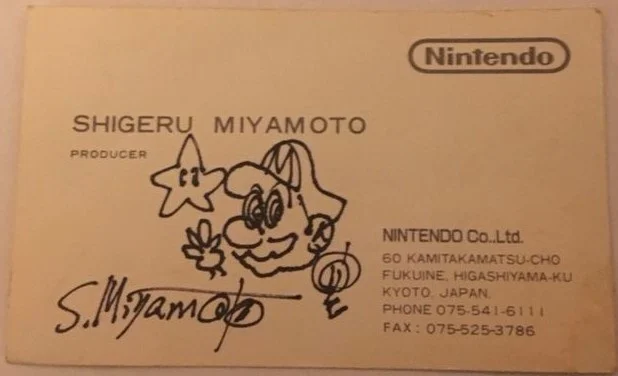 Nintendo
SHIGERU MIYAMOTO
PRODUCER
M
NINTENDO Co.,Ltd.
60 KAMITAKAMATSU-CHO
FUKUINE, HIGASHIYAMA-KU
KYOTO, JAPAN.
PHONE 075-541-6111
FAX : 075-525-3786
S. Miyamoto